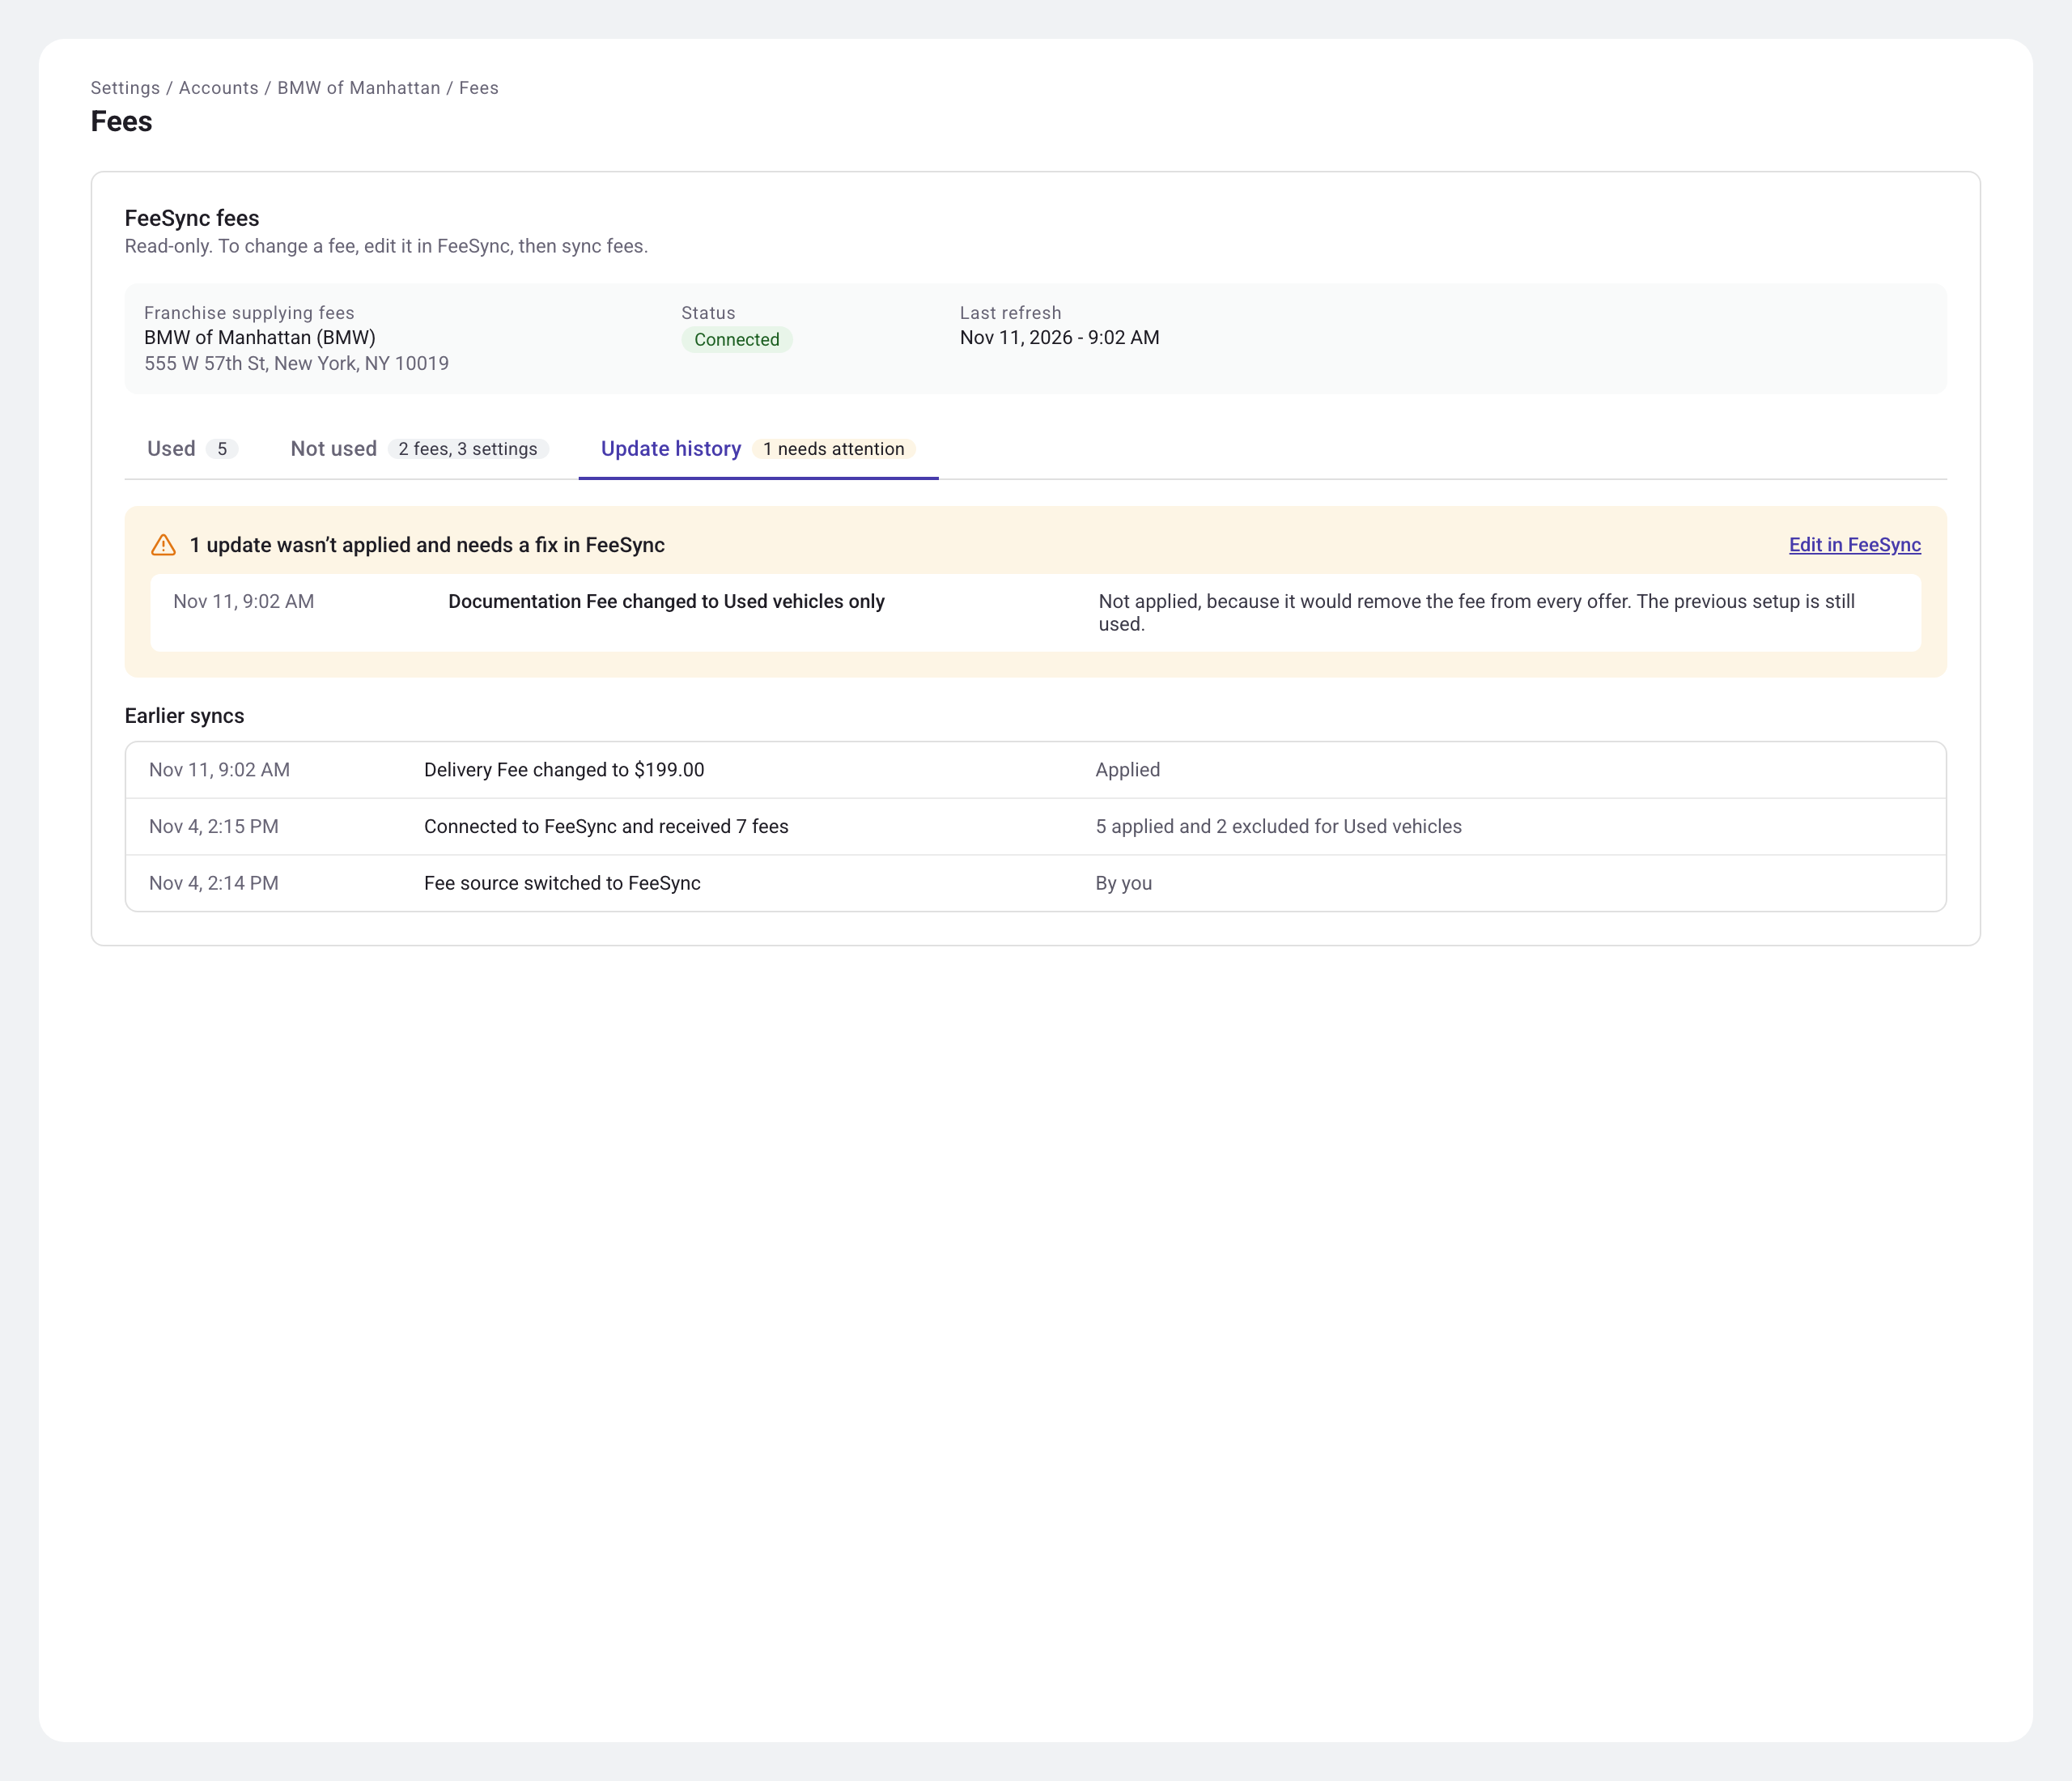 Settings / Accounts / BMW of Manhattan / Fees
Fees
FeeSync fees
Read-only. To change a fee, edit it in FeeSync, then sync fees.
Franchise supplying fees
BMW of Manhattan (BMW)
555 W 57th St, New York, NY 10019
Status
Connected
Last refresh
Nov 11, 2026 - 9:02 AM
Used 5 Not used 2 fees, 3 settings Update history 1 needs attention
1 update wasn’t applied and needs a fix in FeeSync Edit in FeeSync
Nov 11, 9:02 AM Documentation Fee changed to Used vehicles only Not applied, because it would remove the fee from every offer. The previous setup is still
used.
Earlier syncs
Nov 11, 9:02 AM Delivery Fee changed to $199.00 Applied
Nov 4, 2:15 PM Connected to FeeSync and received 7 fees 5 applied and 2 excluded for Used vehicles
Nov 4, 2:14 PM Fee source switched to FeeSync By you